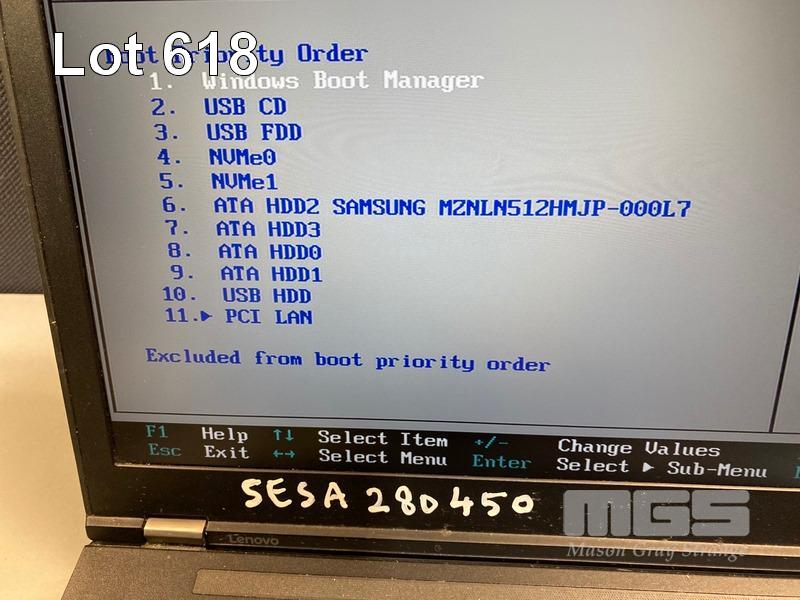 Lot 618
Boot Priority Order
1. Windows Boot Manager
2. USB CD
3. USB FDD
4. NVMe0
5. NVMe1
6. ATA HDD2 SAMSUNG MZNLN512HMJP-000L7
7. ATA HDD3
8. ATA HDD0
9. ATA HDD1
10. USB HDD
11.▶ PCI LAN
Excluded from boot priority order
F1 Help ↑↓ Select Item +/- Change Values
Esc Exit ←→ Select Menu Enter Select ▶ Sub-Menu
SESA 280450
MGS
Mason Gray Strange
Lenovo